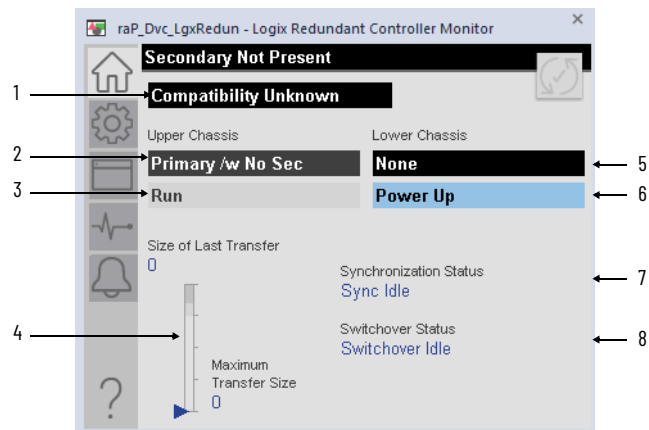 raP_Dvc_LgxRedun - Logix Redundant Controller Monitor
Secondary Not Present
1
Compatibility Unknown
Upper Chassis
Lower Chassis
2
Primary /w No Sec
None
5
3
Run
Power Up
6
Size of Last Transfer
0
Synchronization Status
7
Sync Idle
4
Switchover Status
8
Switchover Idle
Maximum
Transfer Size
0
?